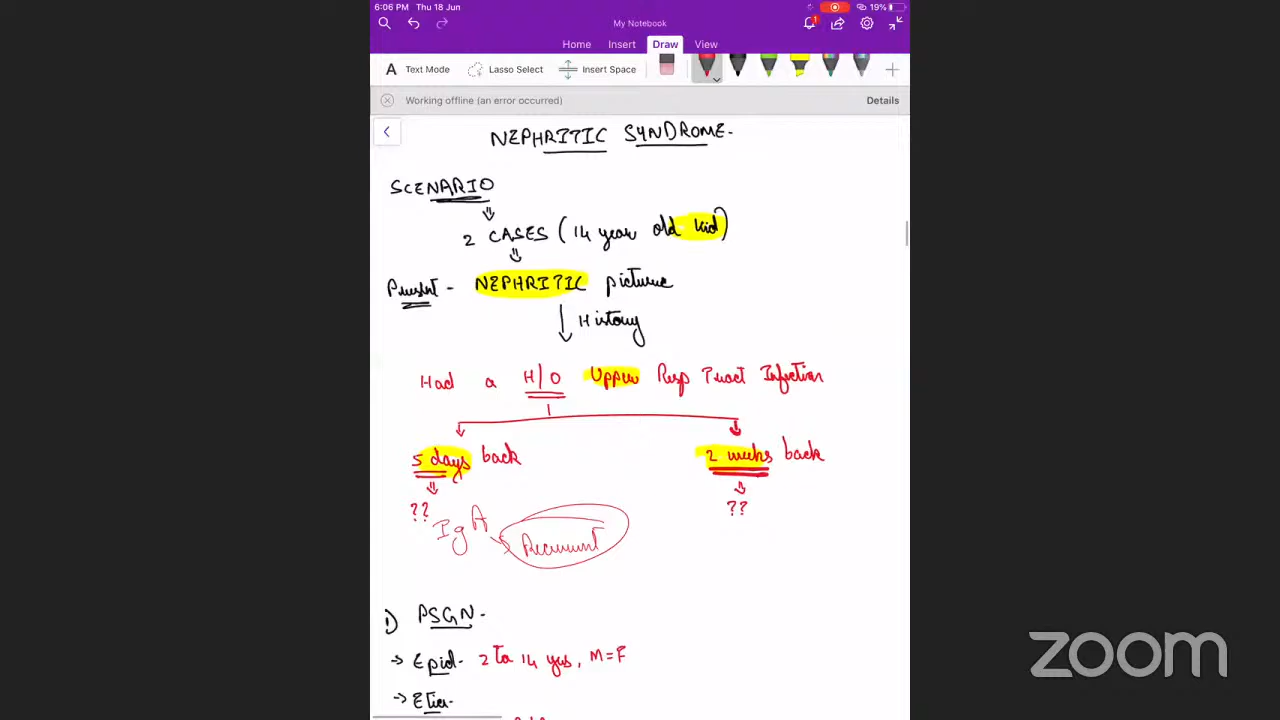 6:06 PM Thu 18 Jun 19%
My Notebook
1
Home Insert Draw View
A Text Mode Lasso Select Insert Space
Working offline (an error occurred) Details
NEPHRITIC SYNDROME-
SCENARIO
2 CASES (14 year old kid)
Present - NEPHRITIC picture
History
Had a H/O Upper Resp Tract Infection
5 days back 2 weeks back
?? ??
IgA
Recurrent
1) PSGN-
→ Epid- 2 to 14 yrs, M=F
→
zoom